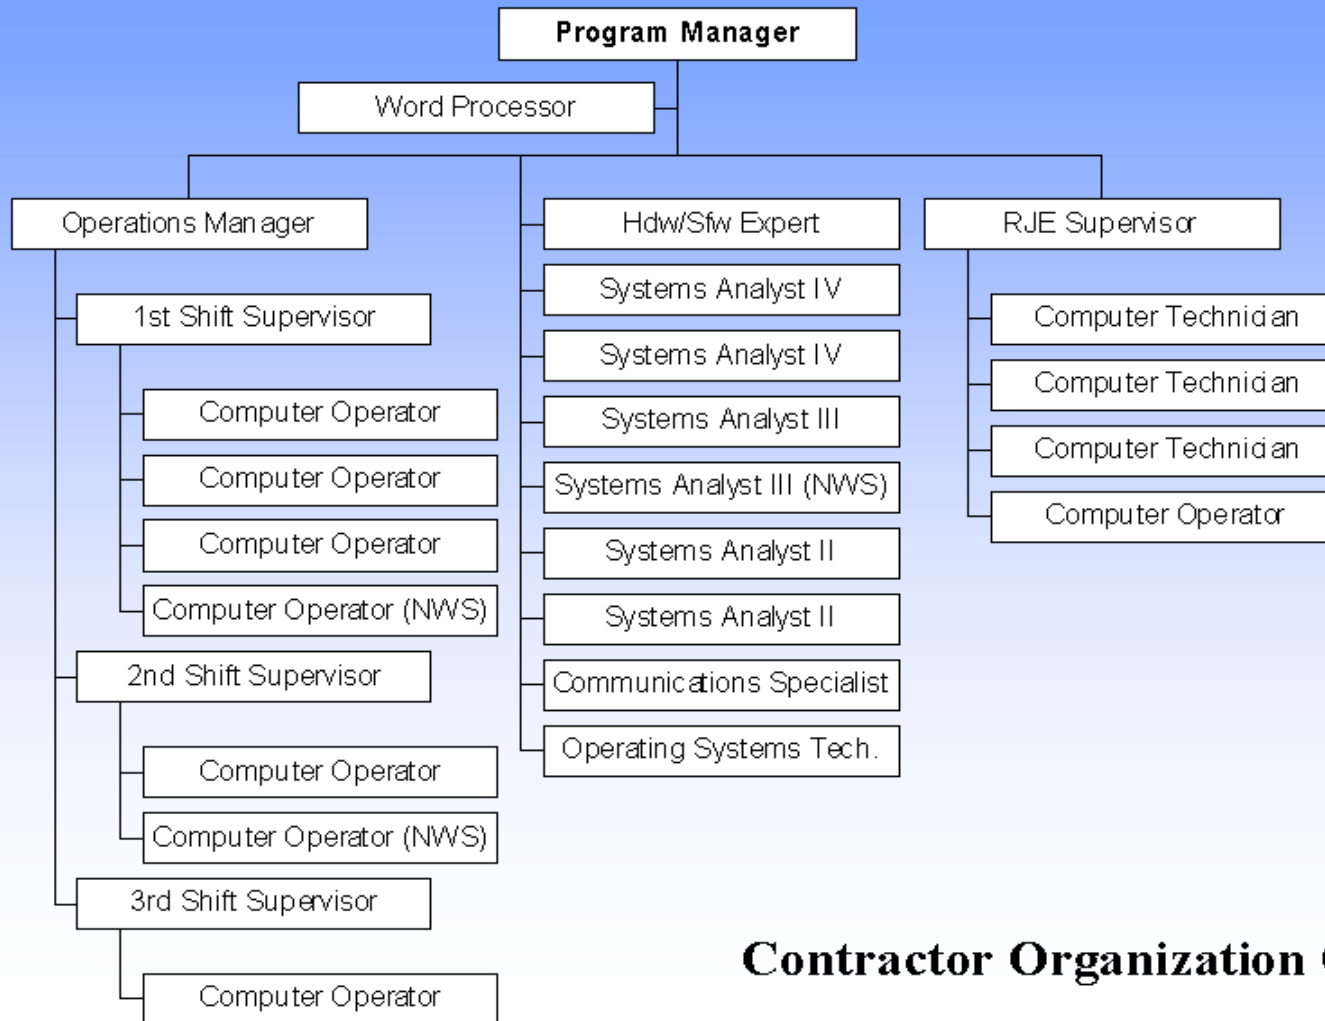 Program Manager
Word Processor
Operations Manager
1st Shift Supervisor
Computer Operator
Computer Operator
Computer Operator
Computer Operator (NWS)
2nd Shift Supervisor
Computer Operator
Computer Operator (NWS)
3rd Shift Supervisor
Computer Operator
Hdw/Sfw Expert
Systems Analyst IV
Systems Analyst IV
Systems Analyst III
Systems Analyst III (NWS)
Systems Analyst II
Systems Analyst II
Communications Specialist
Operating Systems Tech.
RJE Supervisor
Computer Technician
Computer Technician
Computer Technician
Computer Operator
Contractor Organization